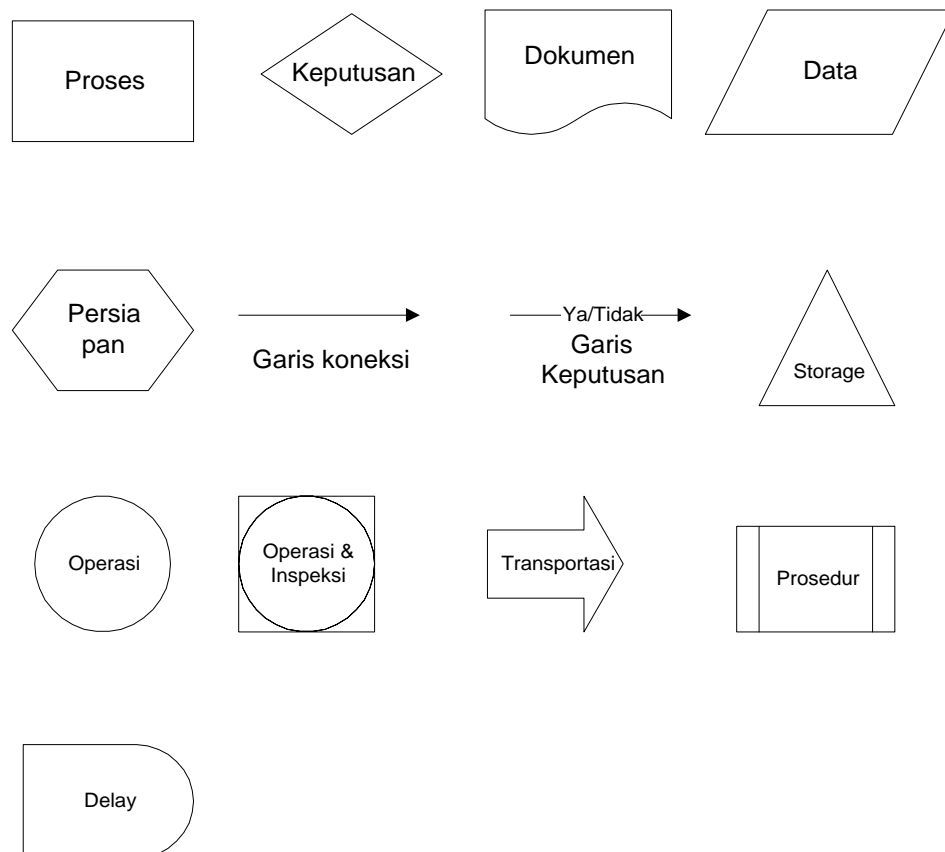 Proses
Keputusan
Dokumen
Data
Persia
pan
Garis koneksi
Ya/Tidak
Garis
Keputusan
Storage
Operasi
Operasi &
Inspeksi
Transportasi
Prosedur
Delay